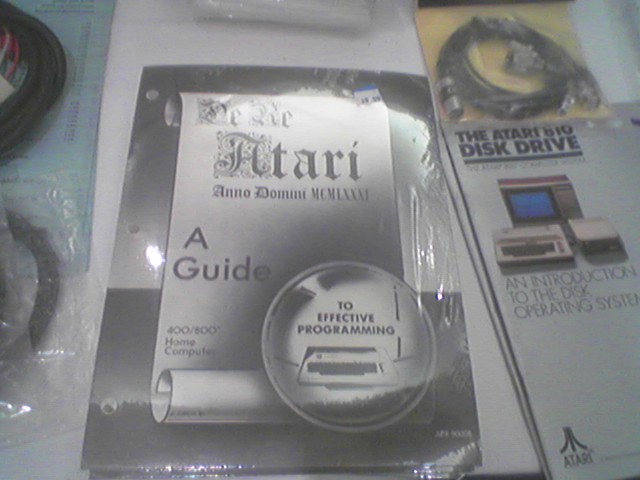 De Re
Atari
Anno Domini MCMLXXXI
A
Guide
TO
EFFECTIVE
PROGRAMMING
400/800
Home
Computer
THE ATARI 810
DISK DRIVE
AN INTRODUCTION
TO THE DISK
OPERATING SYSTEM
ATARI